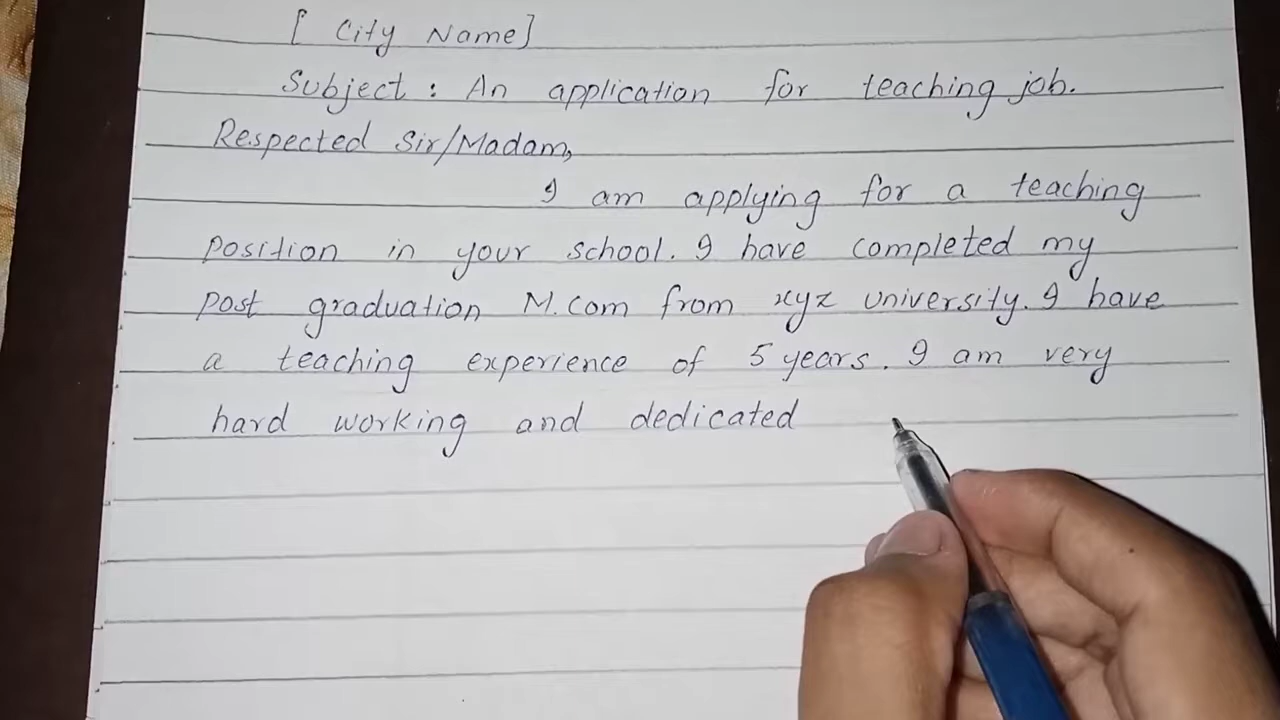 [ City Name]
Subject : An application for teaching job.
Respected Sir/Madam,
I am applying for a teaching
position in your school. I have completed my
post graduation M.com from xyz university. I have
a teaching experience of 5 years. I am very
hard working and dedicated